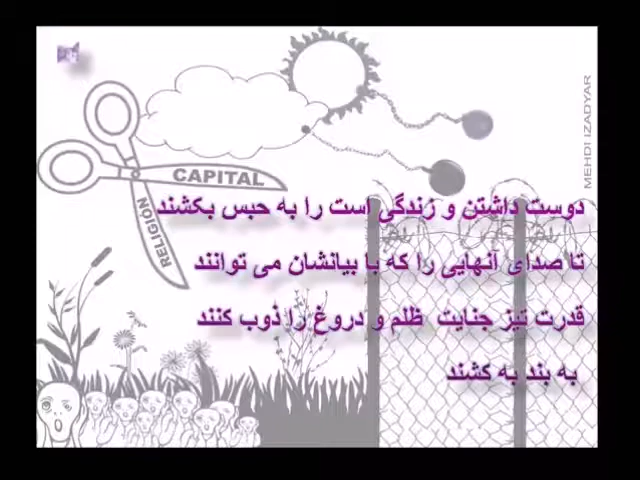 CAPITAL
RELIGIÓN
MEHDI IZADYAR
دوست داشتن و زندگی است را به حبس بکشند
تا صدای آنهایی را که با بیانشان می توانند
قدرت تیز جنایت ظلم و دروغ را ذوب کنند
به بند به کشند